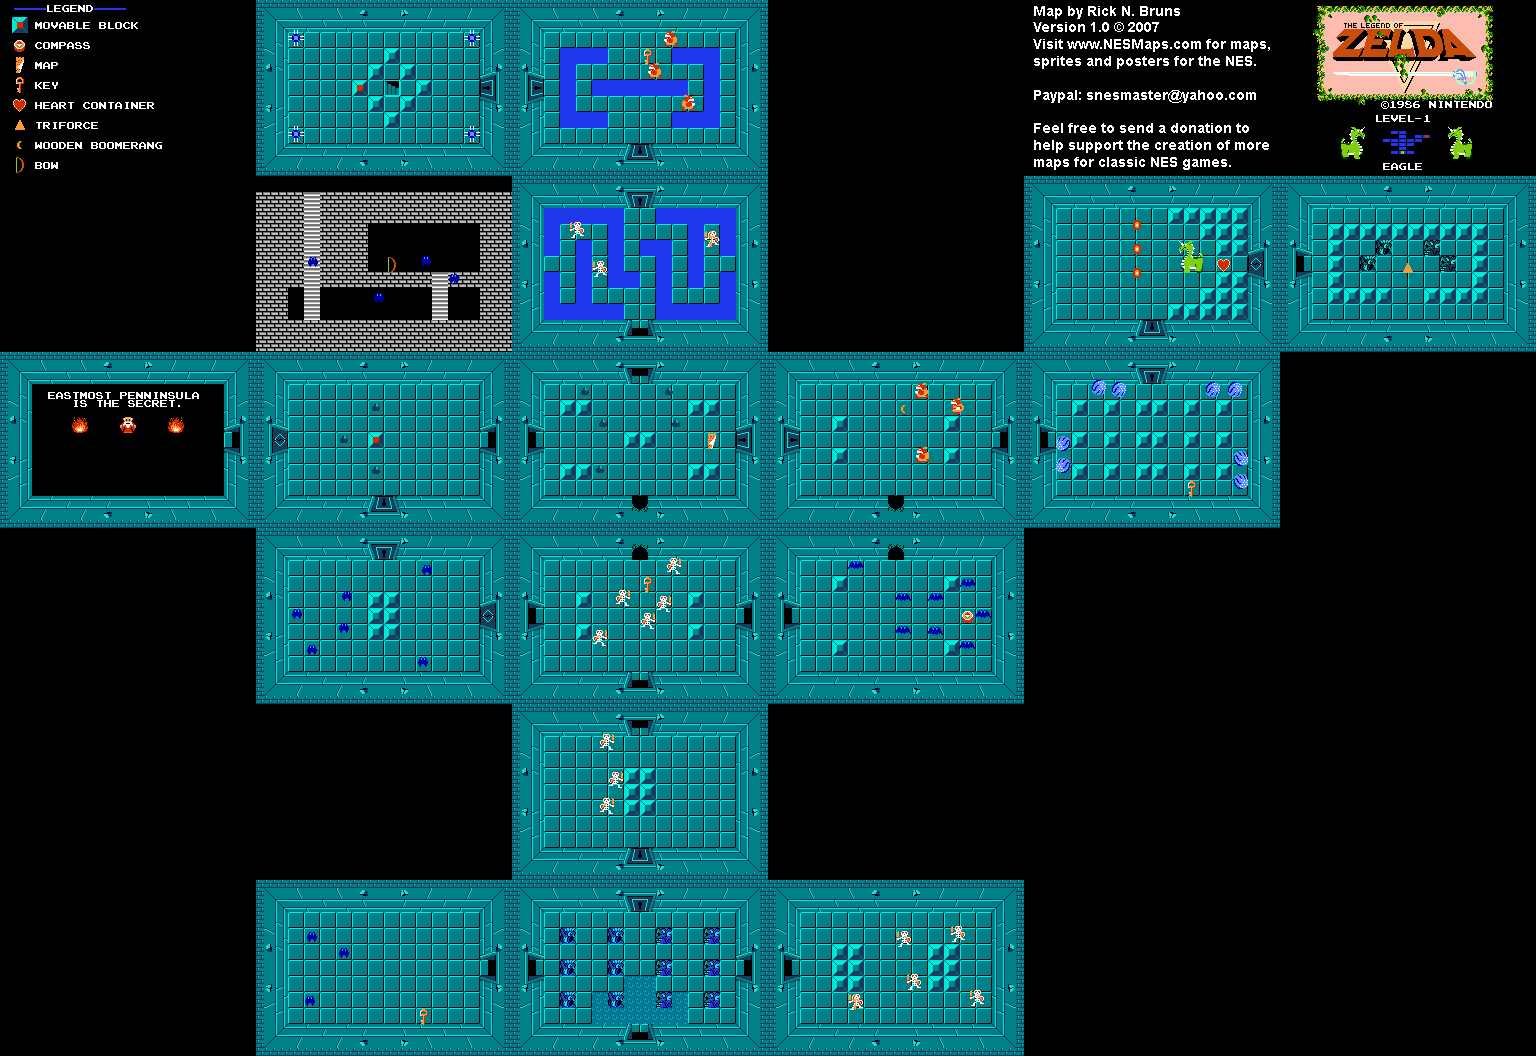 LEGEND
MOVABLE BLOCK
COMPASS
MAP
KEY
HEART CONTAINER
TRIFORCE
WOODEN BOOMERANG
BOW
Map by Rick N. Bruns
Version 1.0 © 2007
Visit www.NESMaps.com for maps,
sprites and posters for the NES.
Paypal: snesmaster@yahoo.com
Feel free to send a donation to
help support the creation of more
maps for classic NES games.
THE LEGEND OF
ZELDA
©1986 NINTENDO
LEVEL-1
EAGLE
EASTMOST PENNINSULA
IS THE SECRET.